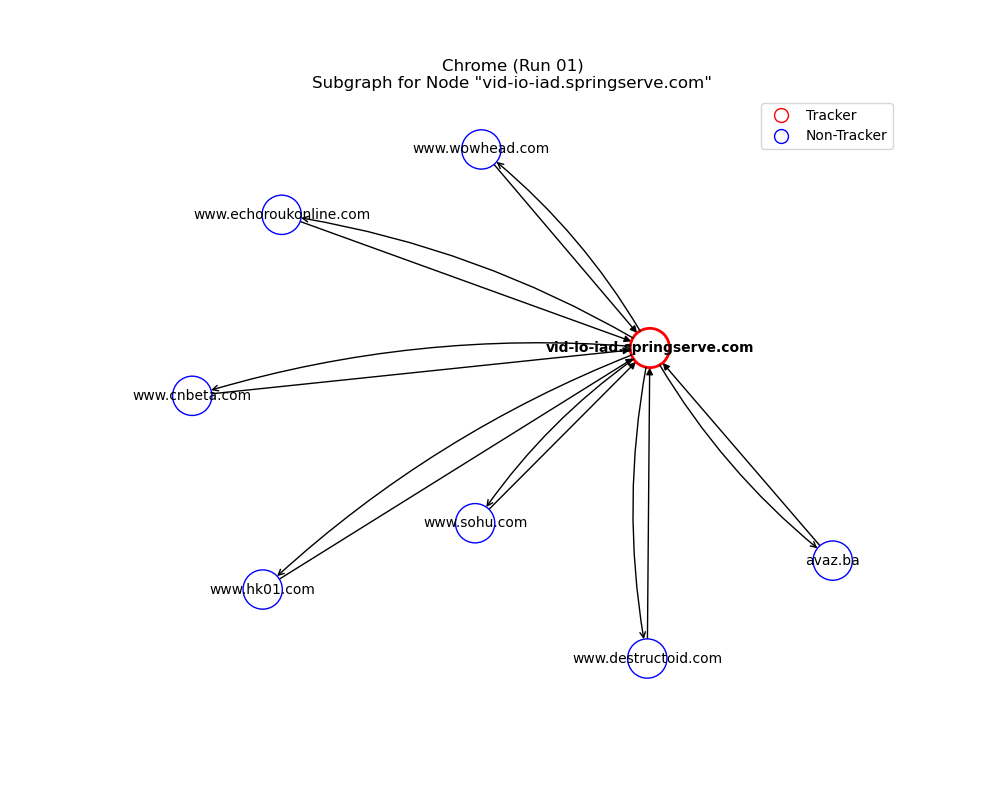 Chrome (Run 01)
Subgraph for Node "vid-io-iad.springserve.com"
Tracker
Non-Tracker
www.wowhead.com
www.echoroukonline.com
vid-io-iad.springserve.com
www.cnbeta.com
www.sohu.com
avaz.ba
www.hk01.com
www.destructoid.com